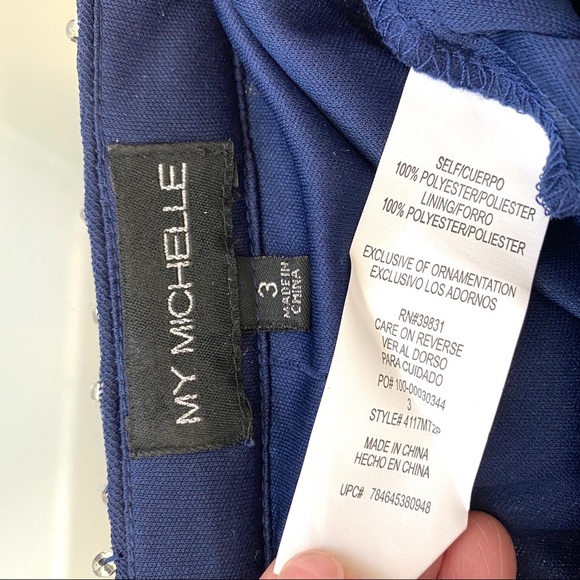 MY MICHELLE
3
MADE IN
CHINA
SELF/CUERPO
100% POLYESTER/POLIESTER
LINING/FORRO
100% POLYESTER/POLIESTER
EXCLUSIVE OF ORNAMENTATION
EXCLUSIVO LOS ADORNOS
RN#39831
CARE ON REVERSE
VER AL DORSO
PARA CUIDADO
PO# 100-00030344
3
STYLE# 4117MT2P
MADE IN CHINA
HECHO EN CHINA
UPC# 784645380948